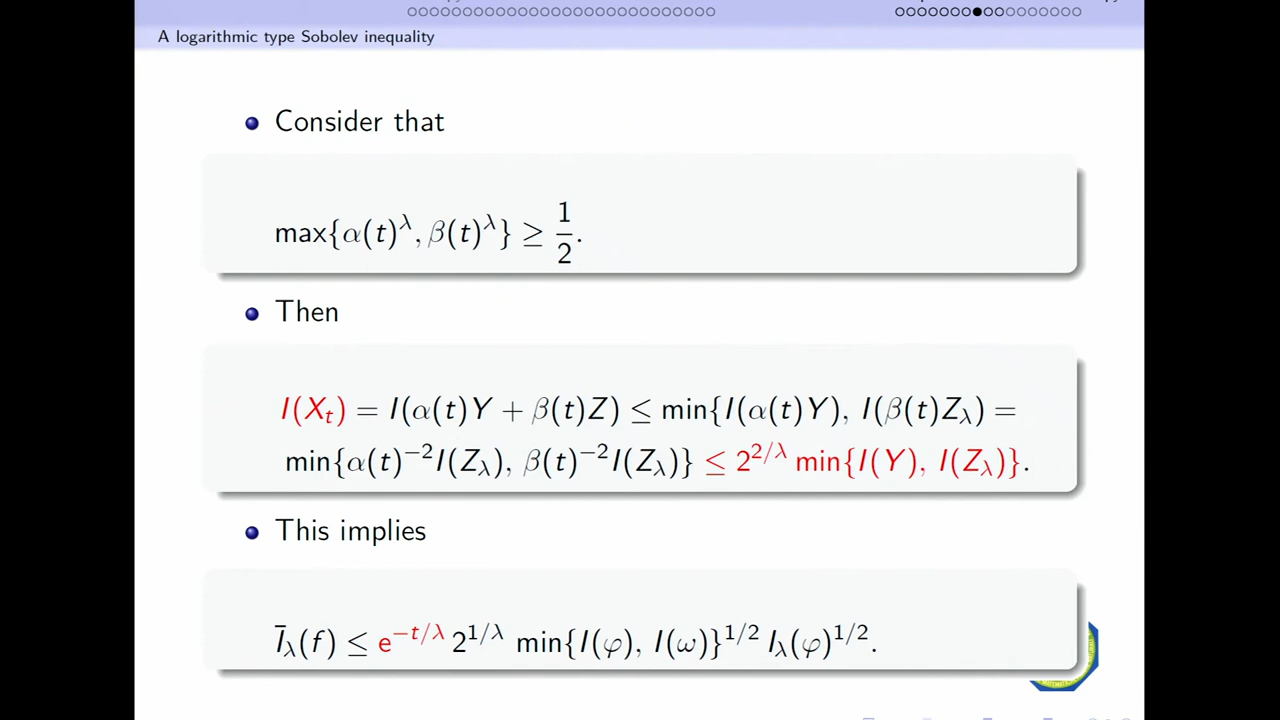 A logarithmic type Sobolev inequality
Consider that
max{α(t)^λ, β(t)^λ} ≥ 1/2.
Then
I(X_t) = I(α(t)Y + β(t)Z) ≤ min{I(α(t)Y), I(β(t)Z_λ) =
min{α(t)^{−2}I(Z_λ), β(t)^{−2}I(Z_λ)} ≤ 2^{2/λ} min{I(Y), I(Z_λ)}.
This implies
Ī_λ(f) ≤ e^{−t/λ} 2^{1/λ} min{I(φ), I(ω)}^{1/2} I_λ(φ)^{1/2}.